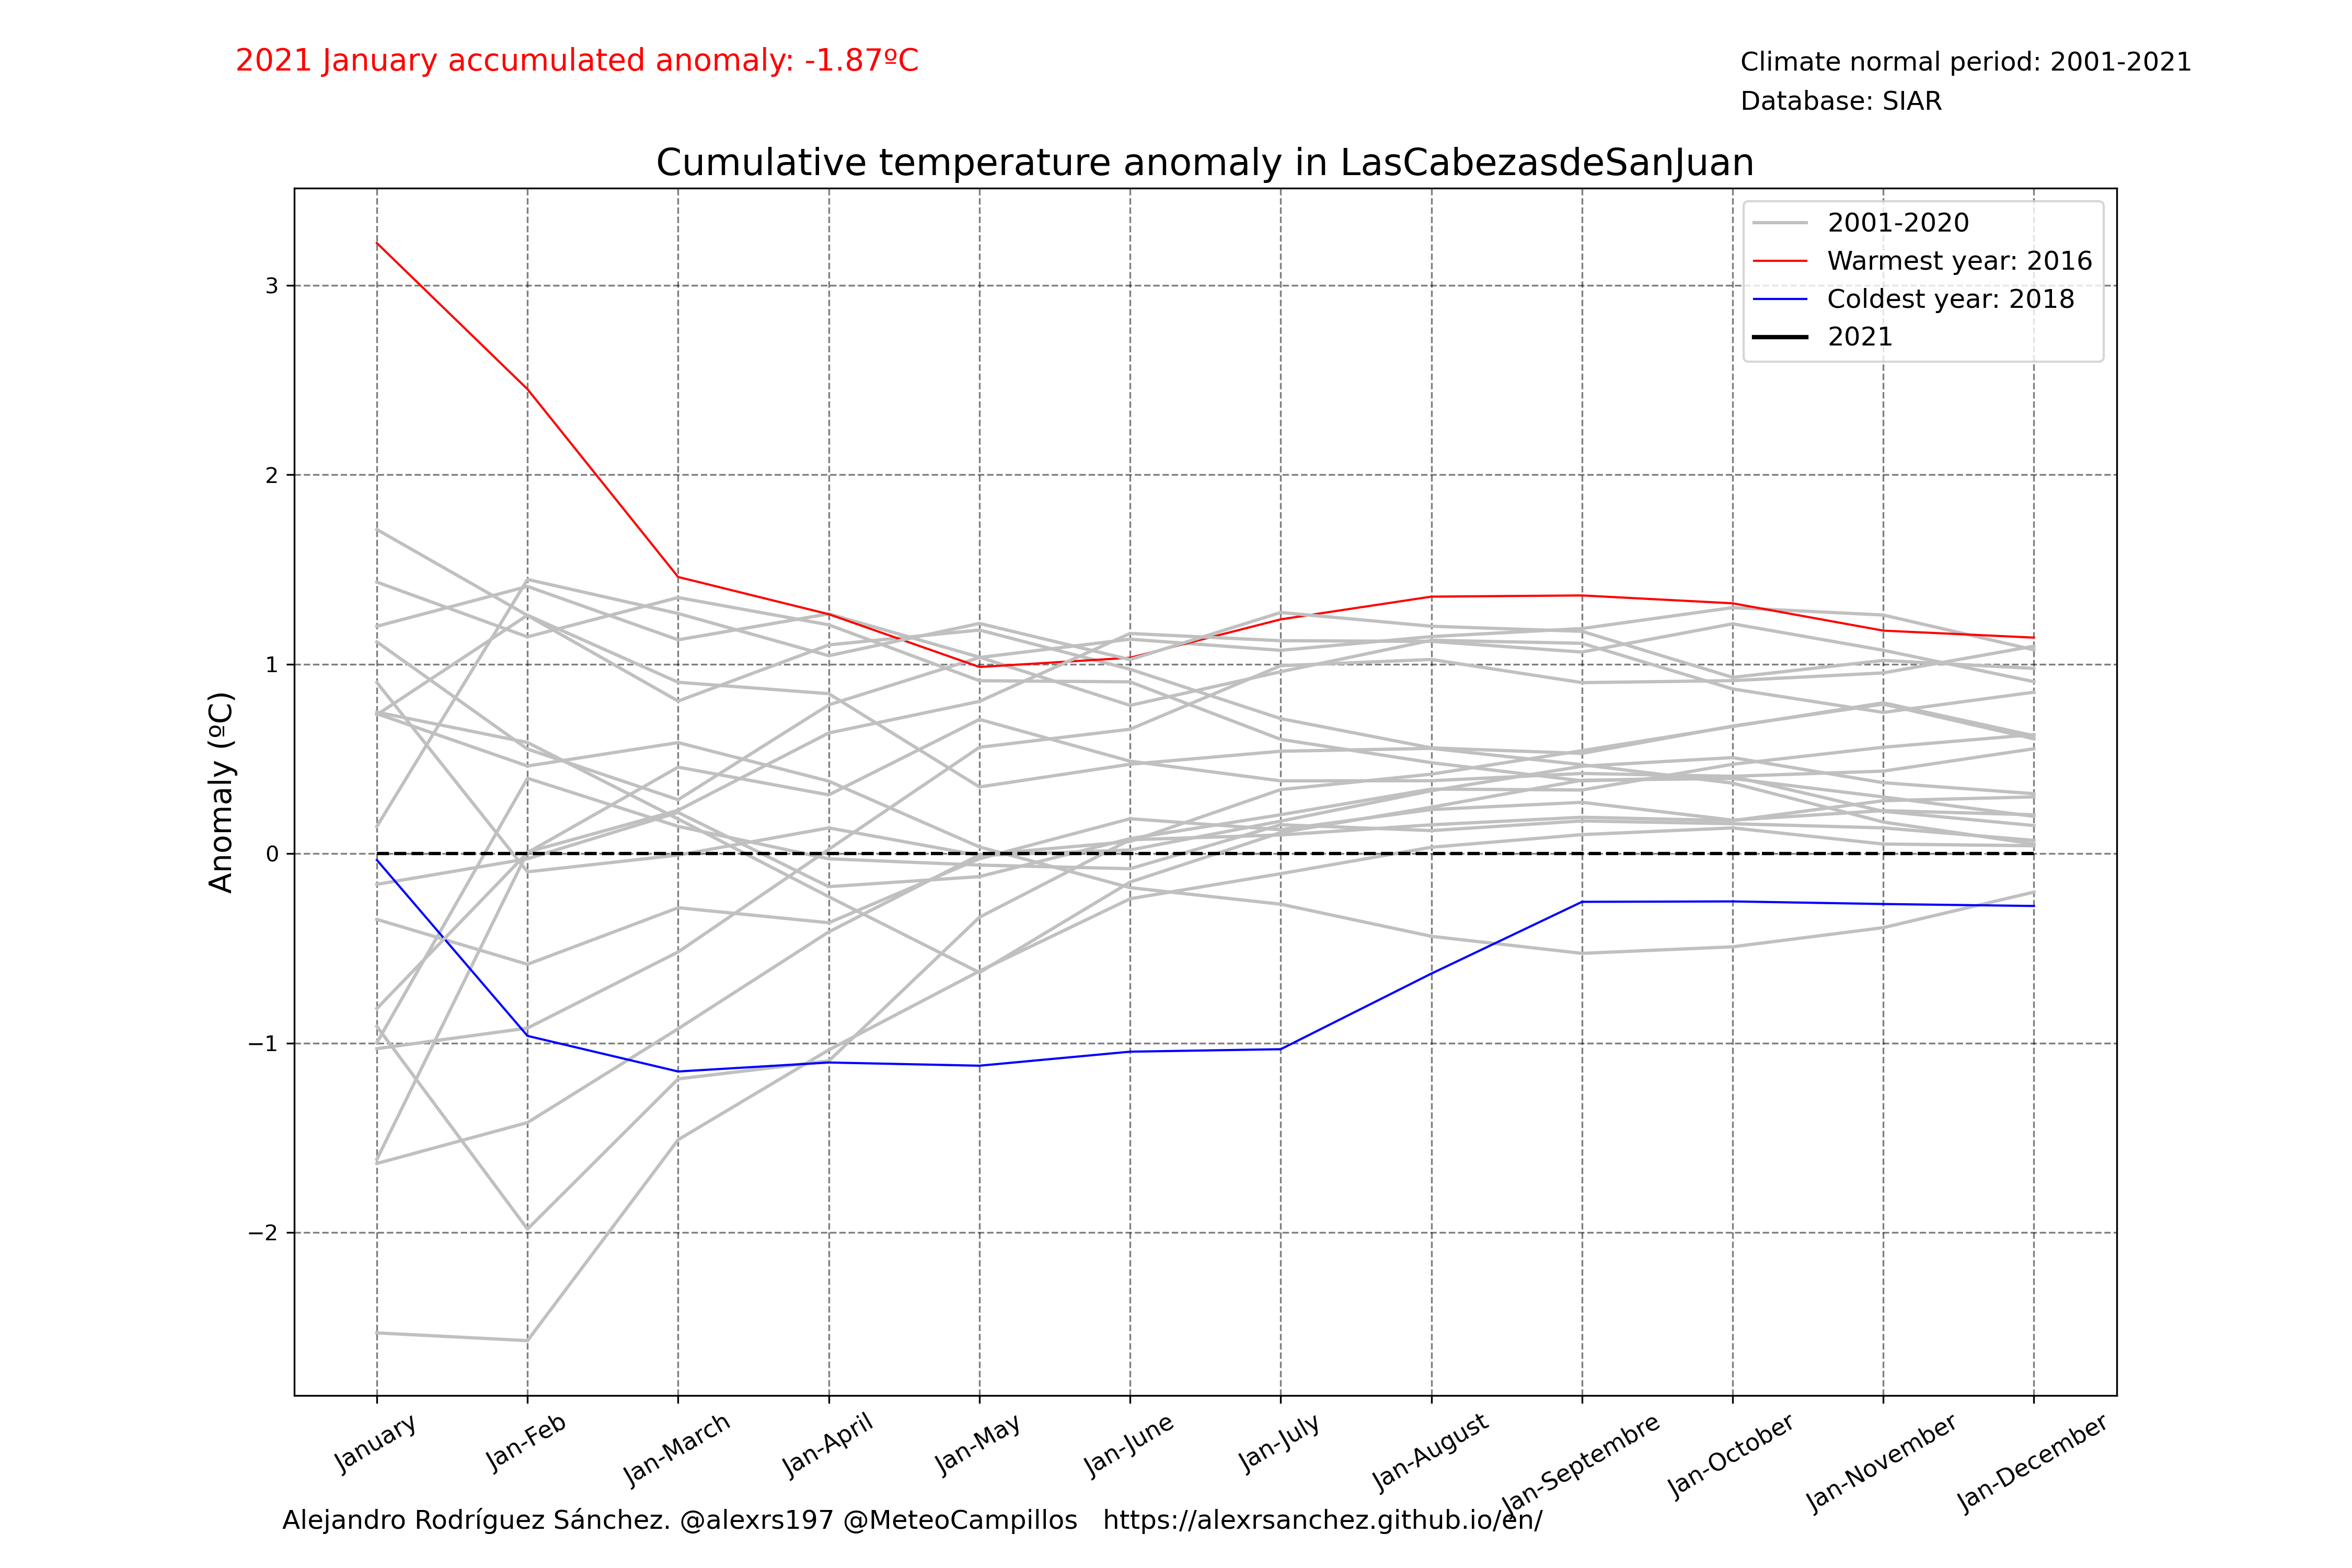 2021 January accumulated anomaly: -1.87ºC
Climate normal period: 2001-2021
Database: SIAR
Cumulative temperature anomaly in LasCabezasdeSanJuan
2001-2020
Warmest year: 2016
Coldest year: 2018
2021
Anomaly (ºC)
3
2
1
0
−1
−2
January
Jan-Feb
Jan-March
Jan-April
Jan-May
Jan-June
Jan-July
Jan-August
Jan-Septembre
Jan-October
Jan-November
Jan-December
Alejandro Rodríguez Sánchez. @alexrs197 @MeteoCampillos https://alexrsanchez.github.io/en/